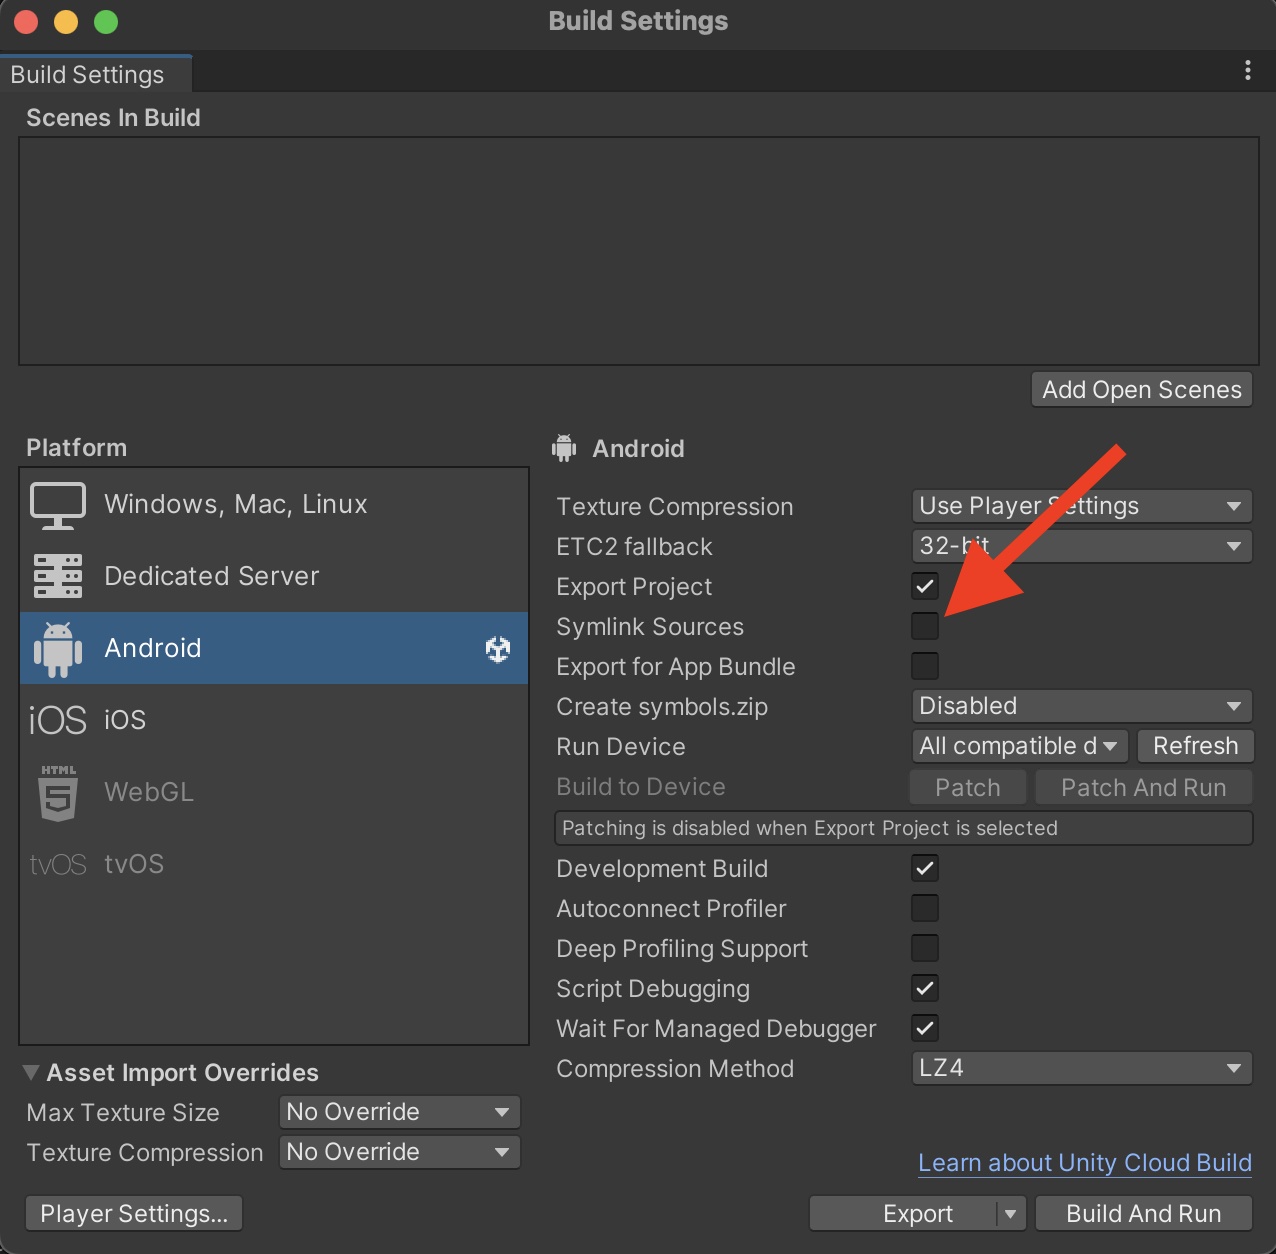 Build Settings
Build Settings
Scenes In Build
Add Open Scenes
Platform
Windows, Mac, Linux
Dedicated Server
Android
iOS iOS
HTML 5 WebGL
tvOS tvOS
Asset Import Overrides
Max Texture Size No Override
Texture Compression No Override
Player Settings...
Android
Texture Compression Use Player Settings
ETC2 fallback 32-bit
Export Project
Symlink Sources
Export for App Bundle
Create symbols.zip Disabled
Run Device All compatible d Refresh
Build to Device Patch Patch And Run
Patching is disabled when Export Project is selected
Development Build
Autoconnect Profiler
Deep Profiling Support
Script Debugging
Wait For Managed Debugger
Compression Method LZ4
Learn about Unity Cloud Build
Export Build And Run